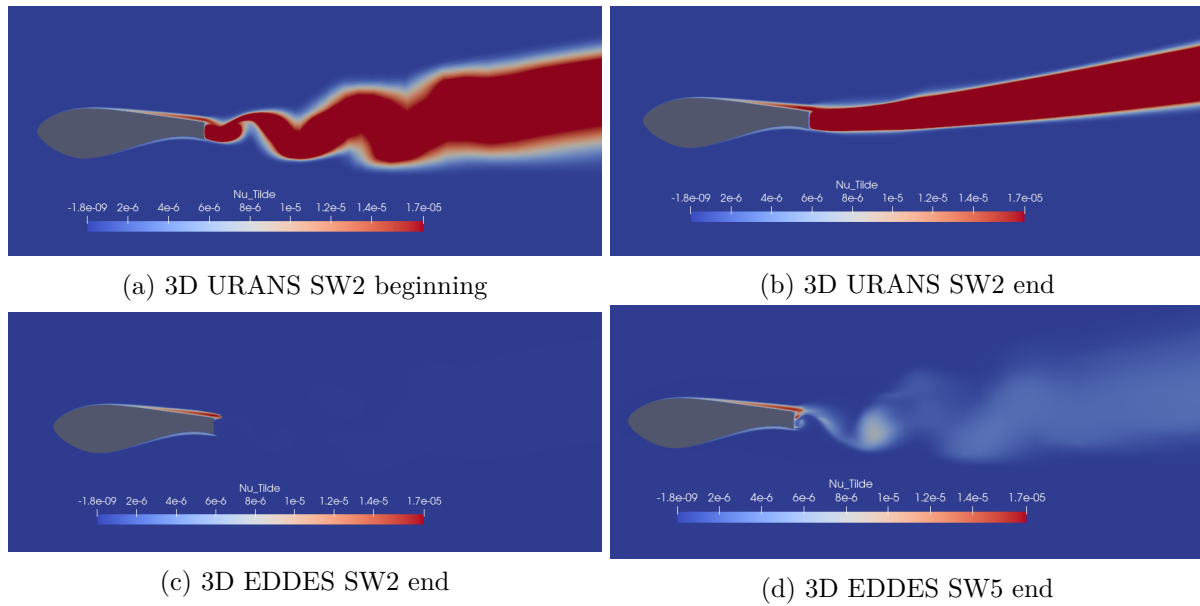 Nu_Tilde
-1.8e-09 2e-6 4e-6 6e-6 8e-6 1e-5 1.2e-5 1.4e-5 1.7e-05
(a) 3D URANS SW2 beginning
Nu_Tilde
-1.8e-09 2e-6 4e-6 6e-6 8e-6 1e-5 1.2e-5 1.4e-5 1.7e-05
(b) 3D URANS SW2 end
Nu_Tilde
-1.8e-09 2e-6 4e-6 6e-6 8e-6 1e-5 1.2e-5 1.4e-5 1.7e-05
(c) 3D EDDES SW2 end
Nu_Tilde
-1.8e-09 2e-6 4e-6 6e-6 8e-6 1e-5 1.2e-5 1.4e-5 1.7e-05
(d) 3D EDDES SW5 end